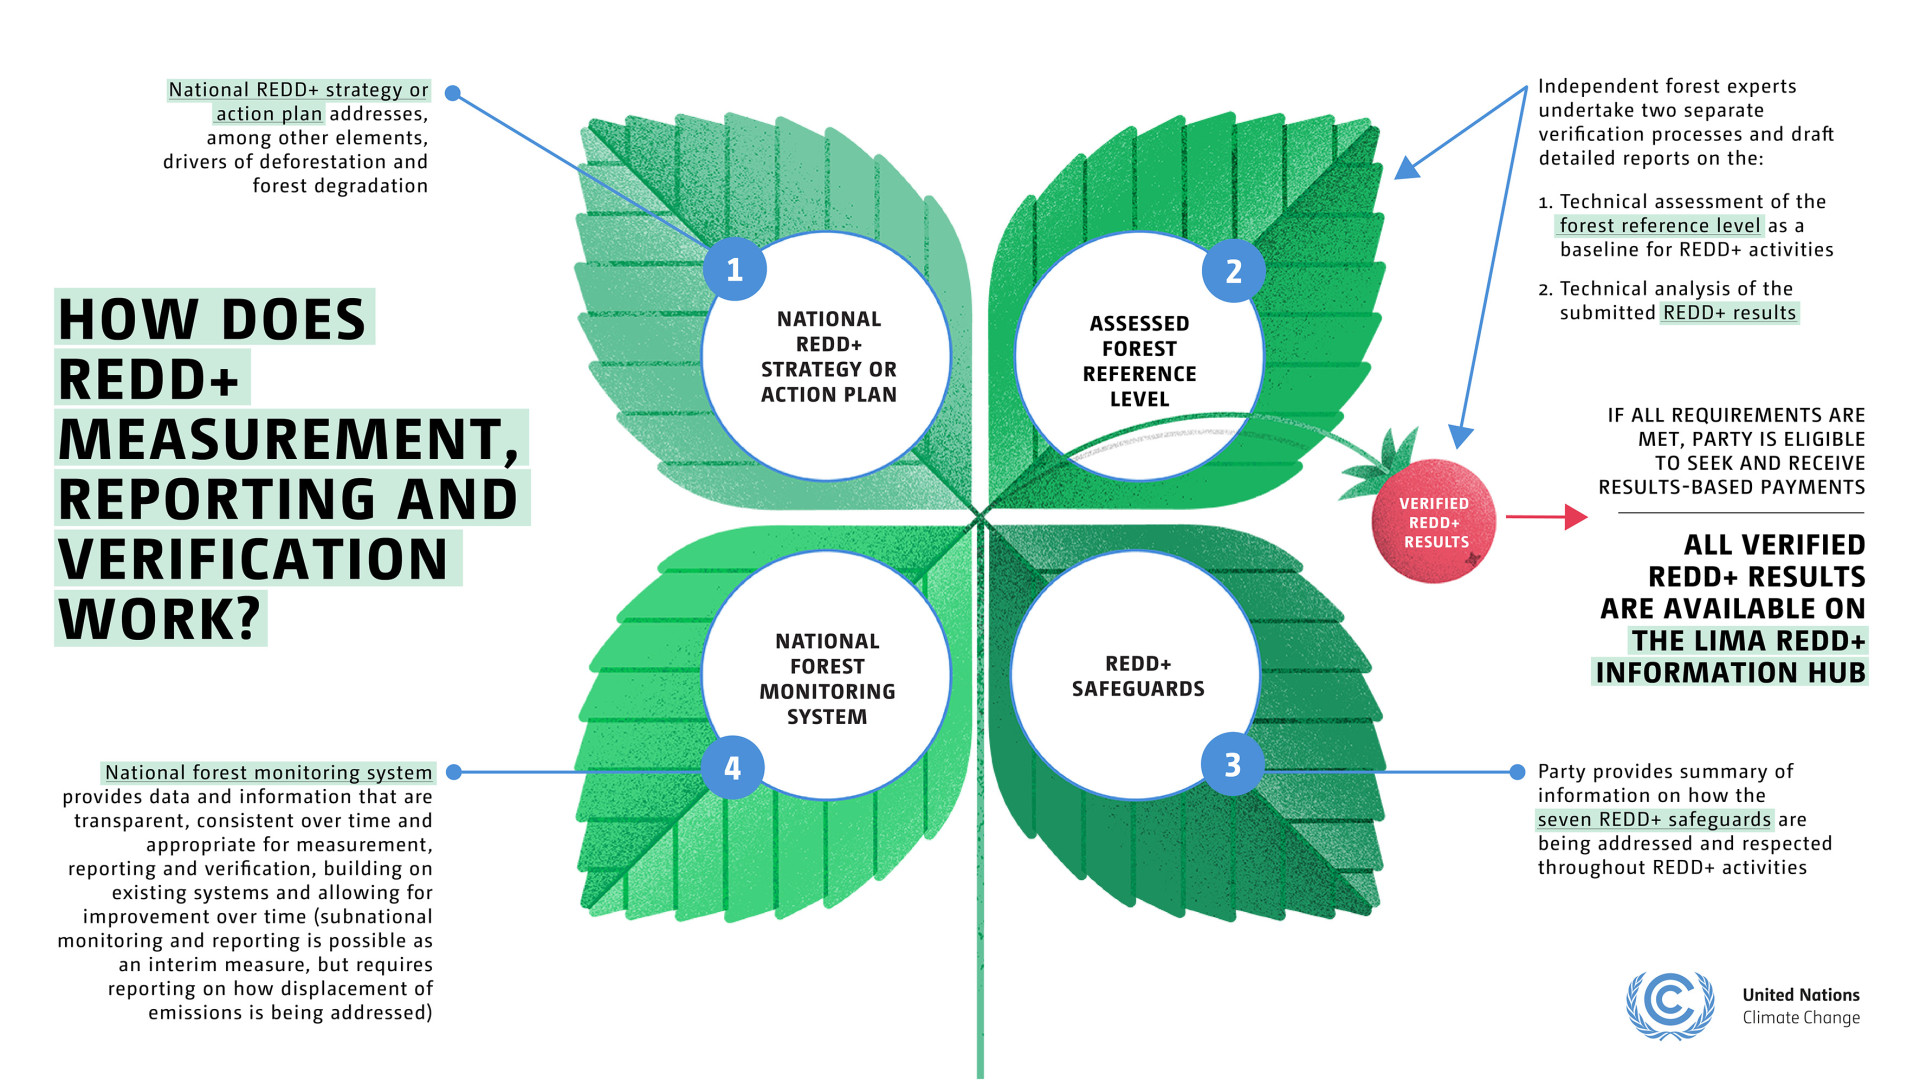 HOW DOES
REDD+
MEASUREMENT,
REPORTING AND
VERIFICATION
WORK?
National REDD+ strategy or
action plan addresses,
among other elements,
drivers of deforestation and
forest degradation
1
NATIONAL
REDD+
STRATEGY OR
ACTION PLAN
2
ASSESSED
FOREST
REFERENCE
LEVEL
Independent forest experts
undertake two separate
verification processes and draft
detailed reports on the:
1. Technical assessment of the
forest reference level as a
baseline for REDD+ activities
2. Technical analysis of the
submitted REDD+ results
VERIFIED
REDD+
RESULTS
IF ALL REQUIREMENTS ARE
MET, PARTY IS ELIGIBLE
TO SEEK AND RECEIVE
RESULTS-BASED PAYMENTS
ALL VERIFIED
REDD+ RESULTS
ARE AVAILABLE ON
THE LIMA REDD+
INFORMATION HUB
REDD+
SAFEGUARDS
3
Party provides summary of
information on how the
seven REDD+ safeguards are
being addressed and respected
throughout REDD+ activities
NATIONAL
FOREST
MONITORING
SYSTEM
4
National forest monitoring system
provides data and information that are
transparent, consistent over time and
appropriate for measurement,
reporting and verification, building on
existing systems and allowing for
improvement over time (subnational
monitoring and reporting is possible as
an interim measure, but requires
reporting on how displacement of
emissions is being addressed)
United Nations
Climate Change